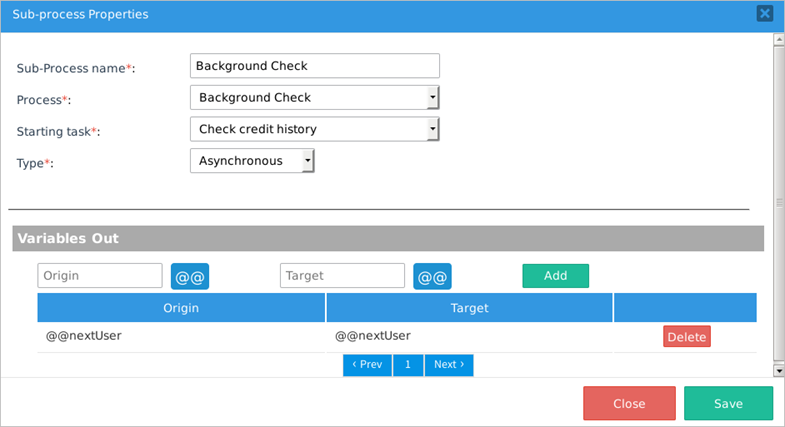 Sub-process Properties
Sub-Process name*: Background Check
Process*: Background Check
Starting task*: Check credit history
Type*: Asynchronous
Variables Out
Origin @@ Target @@ Add
Origin Target
@@nextUser @@nextUser Delete
‹ Prev 1 Next ›
Close Save